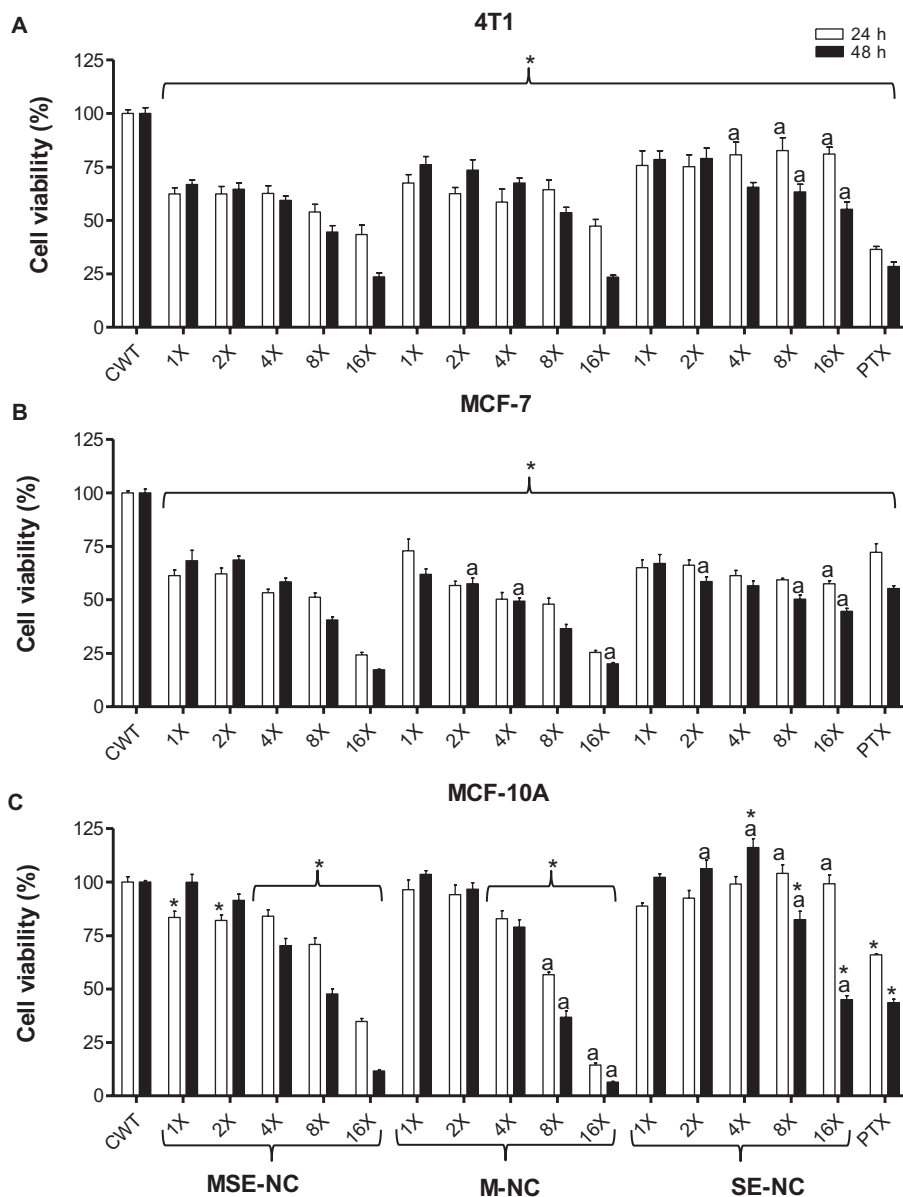 A
4T1
24 h
48 h
*
125
100
75
50
25
0
Cell viability (%)
a a a
a a
CWT 1X 2X 4X 8X 16X 1X 2X 4X 8X 16X 1X 2X 4X 8X 16X PTX
B
MCF-7
*
125
100
75
50
25
0
Cell viability (%)
a a a a a a a
CWT 1X 2X 4X 8X 16X 1X 2X 4X 8X 16X 1X 2X 4X 8X 16X PTX
C
MCF-10A
125
100
75
50
25
0
Cell viability (%)
* * * * * * * * *
a a a a a a a a a a
CWT 1X 2X 4X 8X 16X 1X 2X 4X 8X 16X 1X 2X 4X 8X 16X PTX
MSE-NC M-NC SE-NC